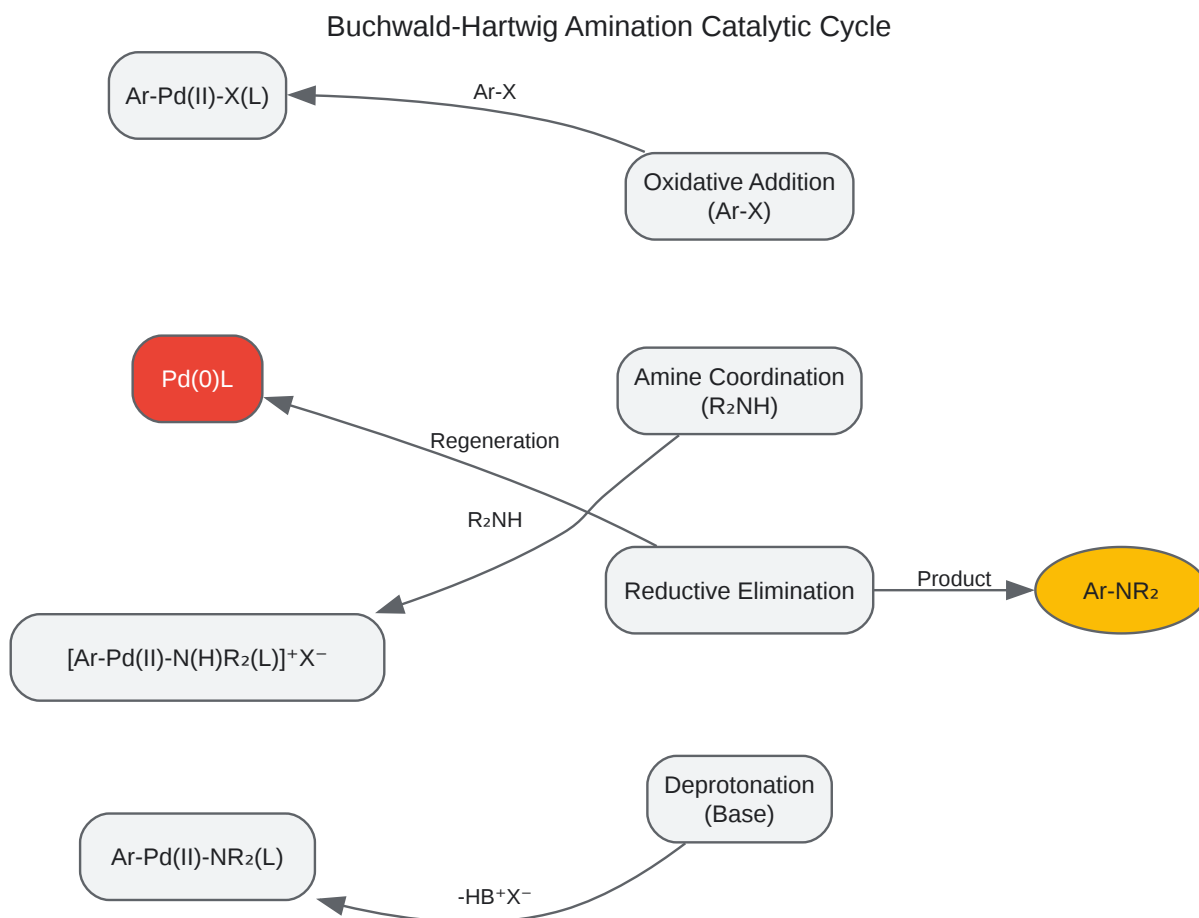 Buchwald-Hartwig Amination Catalytic Cycle
Ar-Pd(II)-X(L)
Ar-X
Oxidative Addition
(Ar-X)
Pd(0)L
Amine Coordination
(R₂NH)
Regeneration
R₂NH
Reductive Elimination
Product
Ar-NR₂
[Ar-Pd(II)-N(H)R₂(L)]⁺X⁻
Deprotonation
(Base)
Ar-Pd(II)-NR₂(L)
-HB⁺X⁻